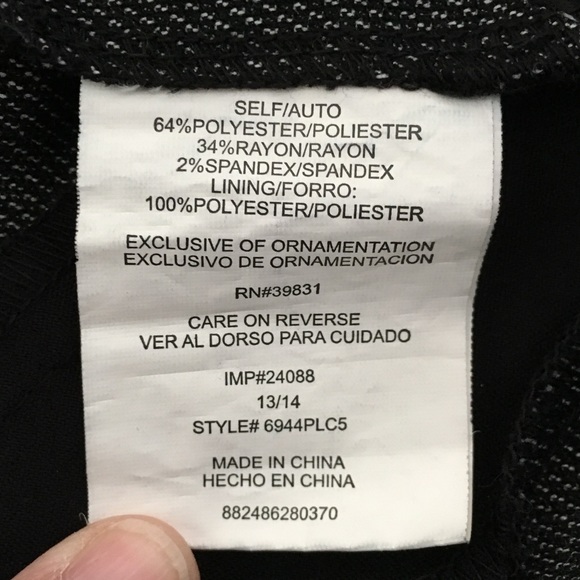 SELF/AUTO
64%POLYESTER/POLIESTER
34%RAYON/RAYON
2%SPANDEX/SPANDEX
LINING/FORRO:
100%POLYESTER/POLIESTER
EXCLUSIVE OF ORNAMENTATION
EXCLUSIVO DE ORNAMENTACION
RN#39831
CARE ON REVERSE
VER AL DORSO PARA CUIDADO
IMP#24088
13/14
STYLE# 6944PLC5
MADE IN CHINA
HECHO EN CHINA
882486280370